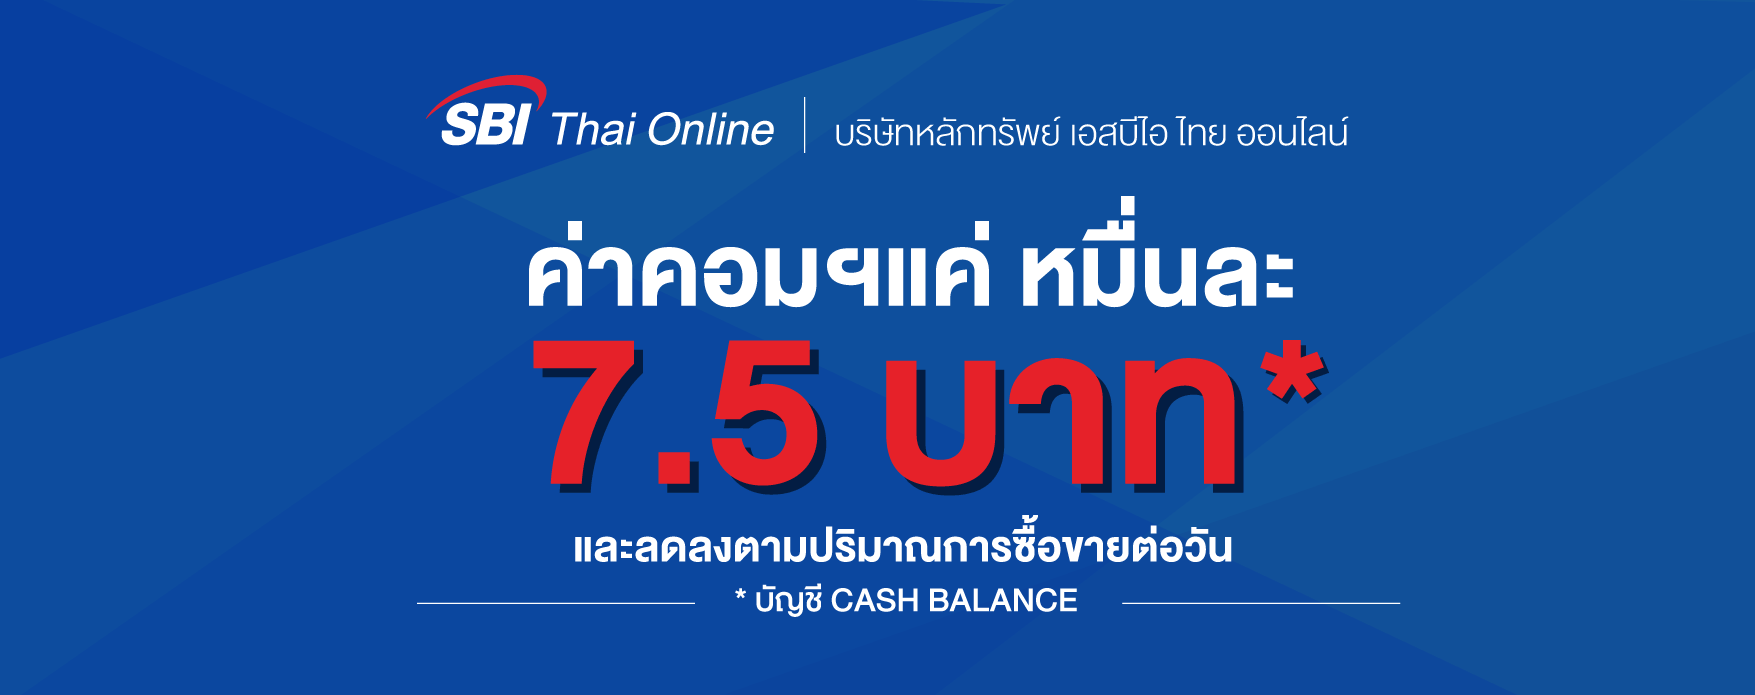 SBI Thai Online | บริษัทหลักทรัพย์ เอสบีไอ ไทย ออนไลน์
ค่าคอมฯแค่ หมื่นละ
7.5 บาท*
และลดลงตามปริมาณการซื้อขายต่อวัน
* บัญชี CASH BALANCE